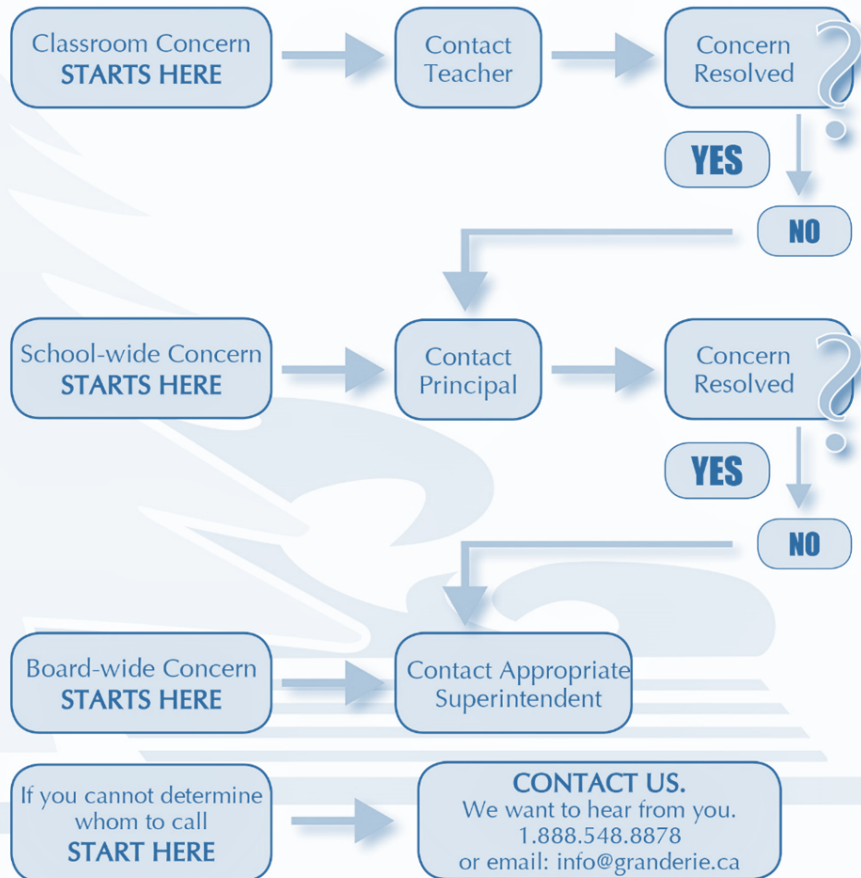 Classroom Concern
STARTS HERE
Contact
Teacher
Concern
Resolved
?
YES
NO
School-wide Concern
STARTS HERE
Contact
Principal
Concern
Resolved
?
YES
NO
Board-wide Concern
STARTS HERE
Contact Appropriate
Superintendent
If you cannot determine
whom to call
START HERE
CONTACT US.
We want to hear from you.
1.888.548.8878
or email: info@granderie.ca